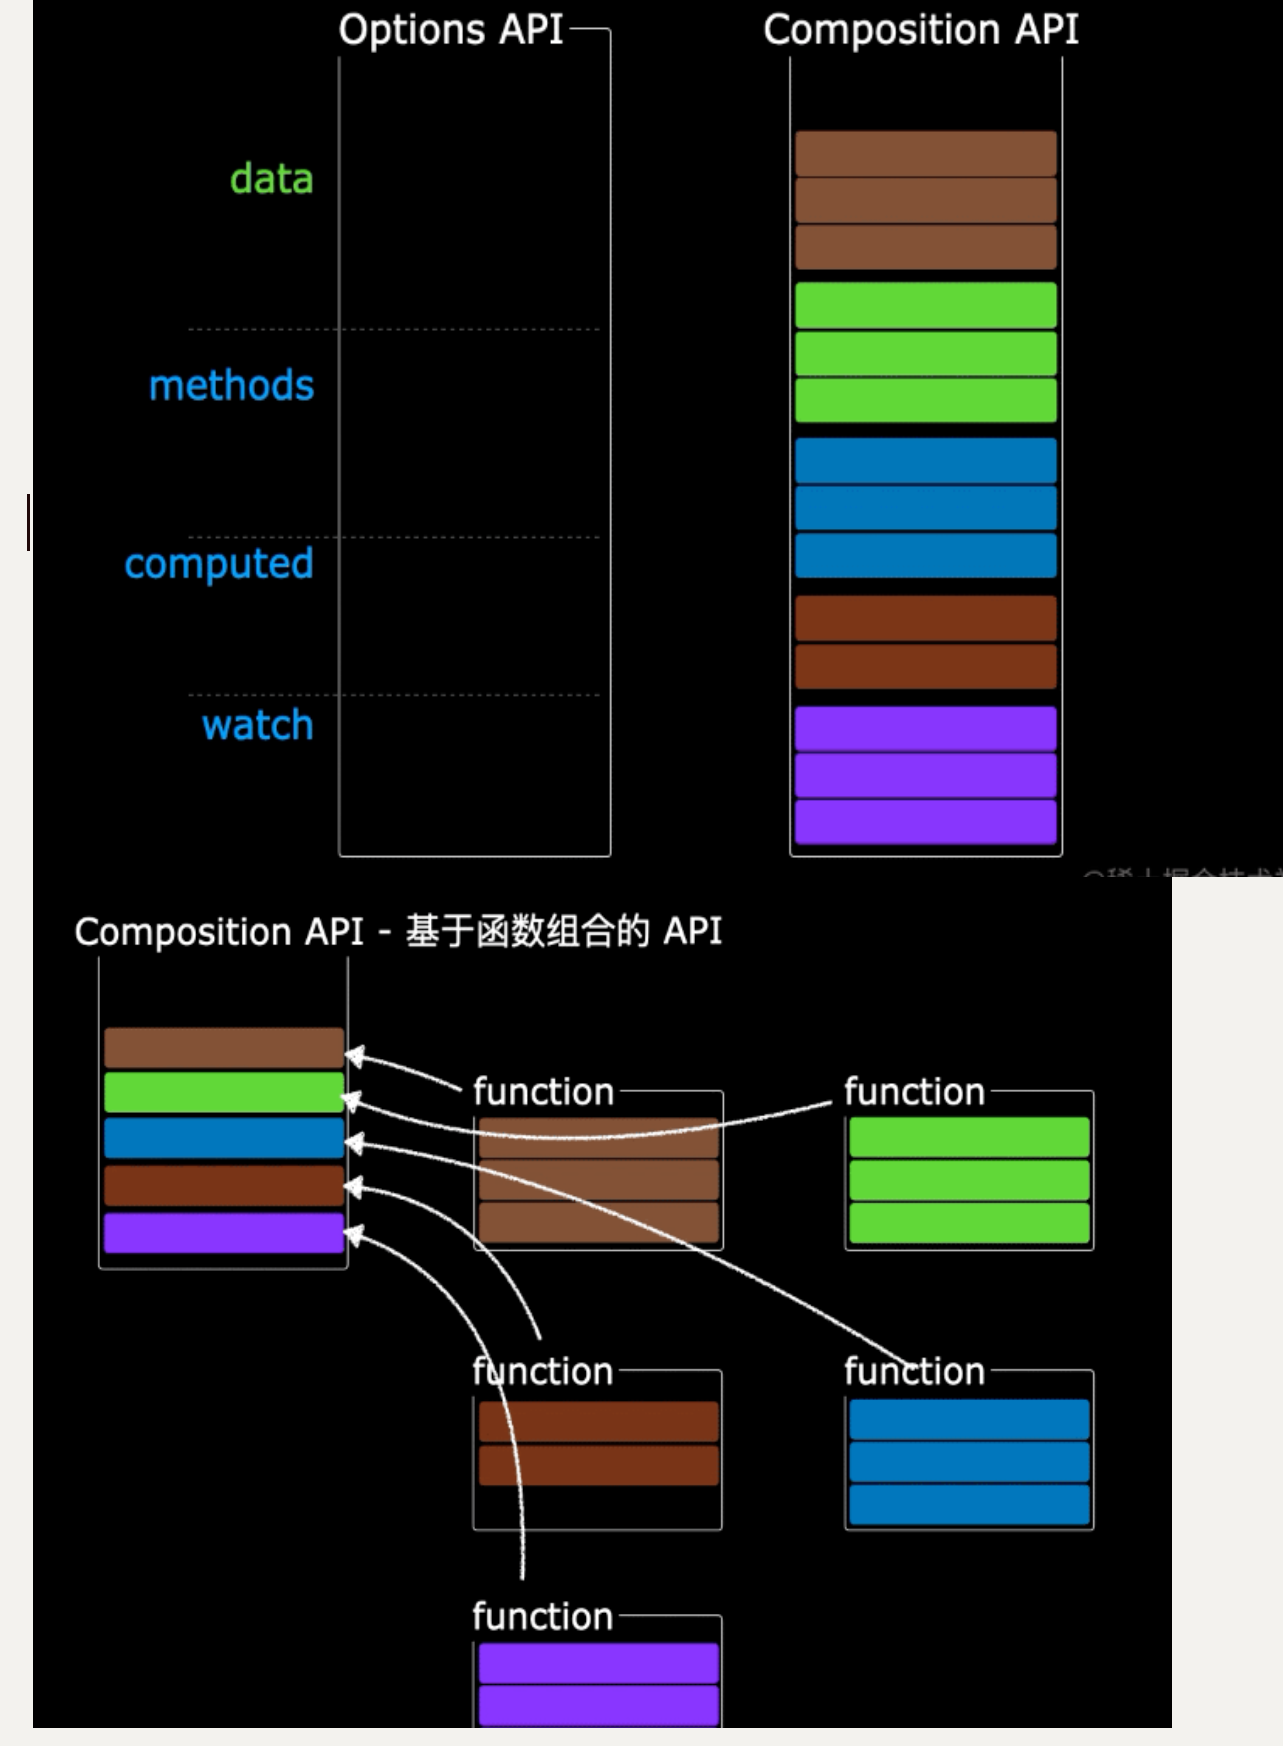 Options API
Composition API
data
methods
computed
watch
Composition API - 基于函数组合的 API
function
function
function
function
function